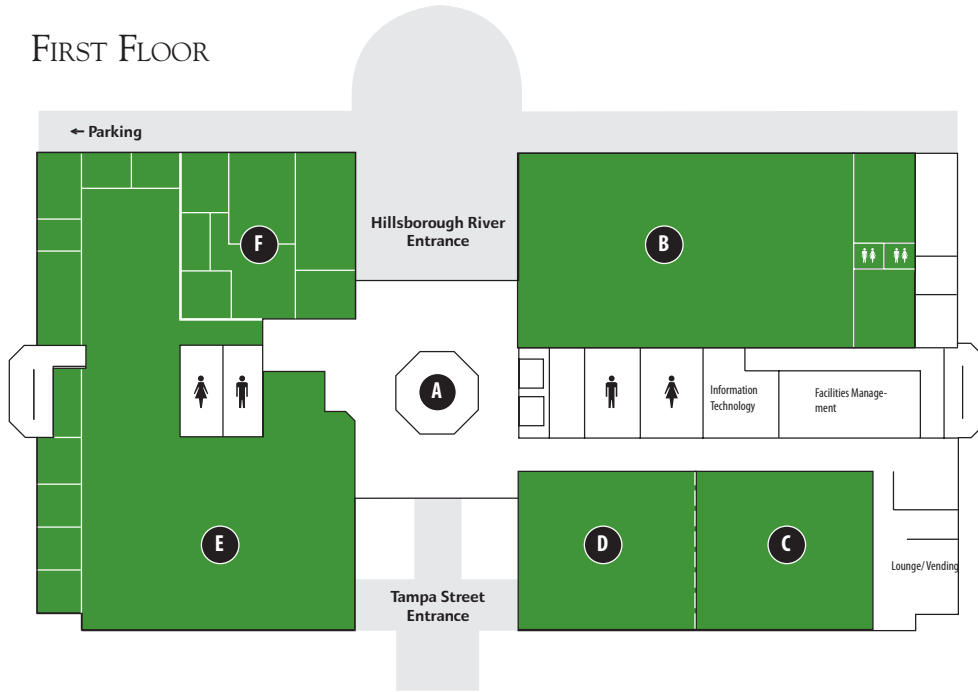 FIRST FLOOR
← Parking
Hillsborough River
Entrance
F
B
A
Information
Technology
Facilities Manage-
ment
E
D
C
Lounge/ Vending
Tampa Street
Entrance